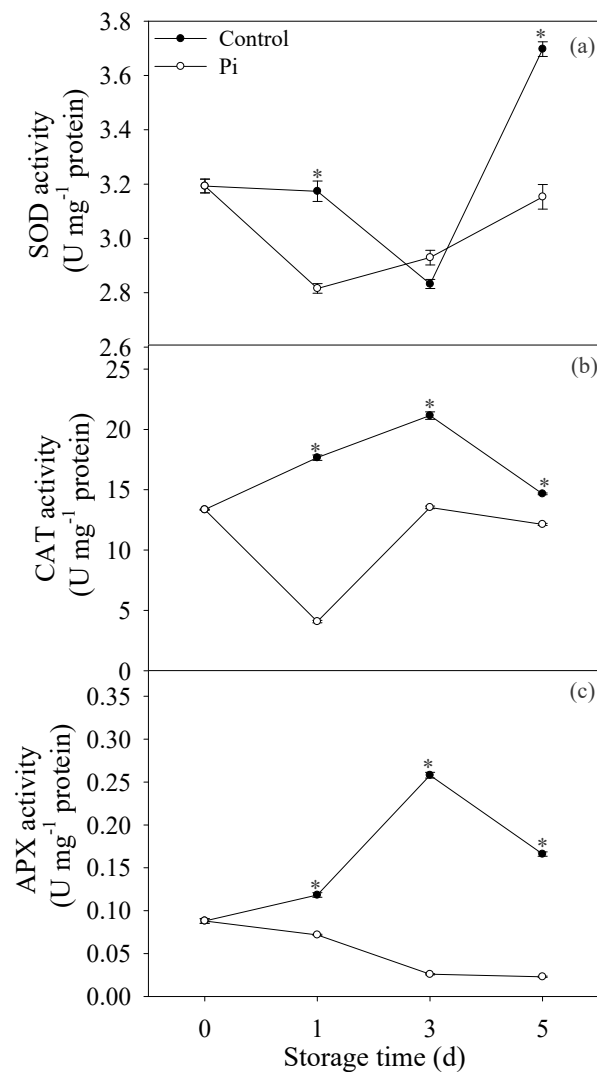 3.8
3.6
3.4
3.2
3.0
2.8
2.6
SOD activity
(U mg⁻¹ protein)
Control
Pi
(a)
*
*
25
20
15
10
5
0
CAT activity
(U mg⁻¹ protein)
(b)
*
*
*
0.35
0.30
0.25
0.20
0.15
0.10
0.05
0.00
APX activity
(U mg⁻¹ protein)
(c)
*
*
*
0 1 3 5
Storage time (d)